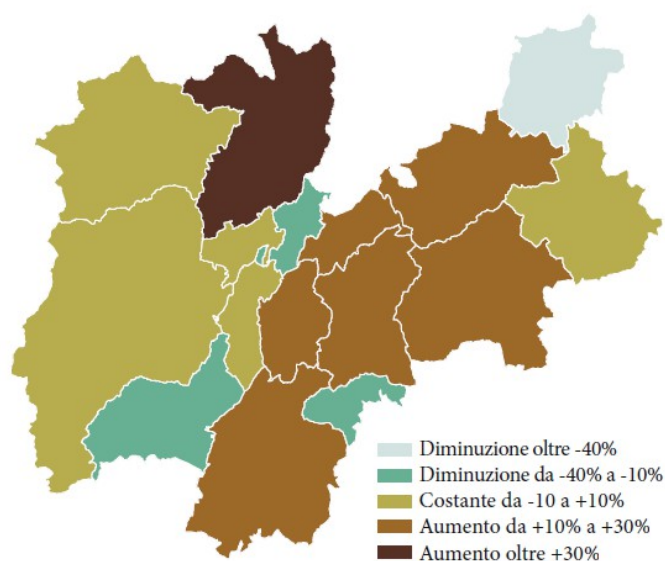 Diminuzione oltre -40%
Diminuzione da -40% a -10%
Costante da -10 a +10%
Aumento da +10% a +30%
Aumento oltre +30%